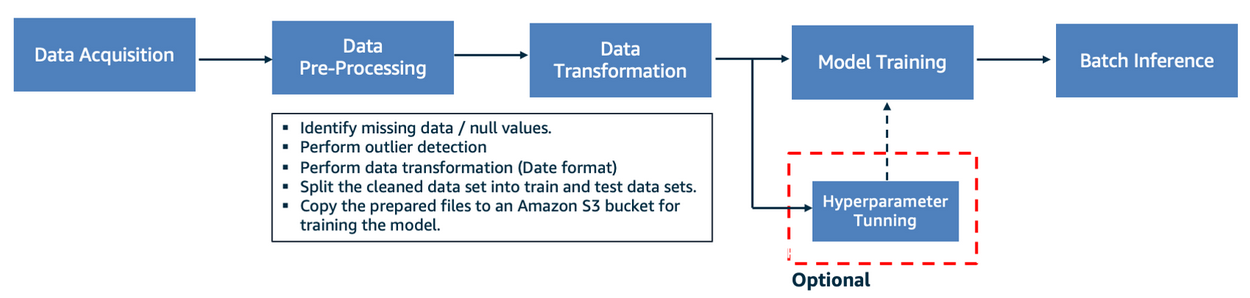 Data Acquisition
Data
Pre-Processing
Data
Transformation
Model Training
Batch Inference
▪ Identify missing data / null values.
▪ Perform outlier detection
▪ Perform data transformation (Date format)
▪ Split the cleaned data set into train and test data sets.
▪ Copy the prepared files to an Amazon S3 bucket for
training the model.
Hyperparameter
Tunning
Optional